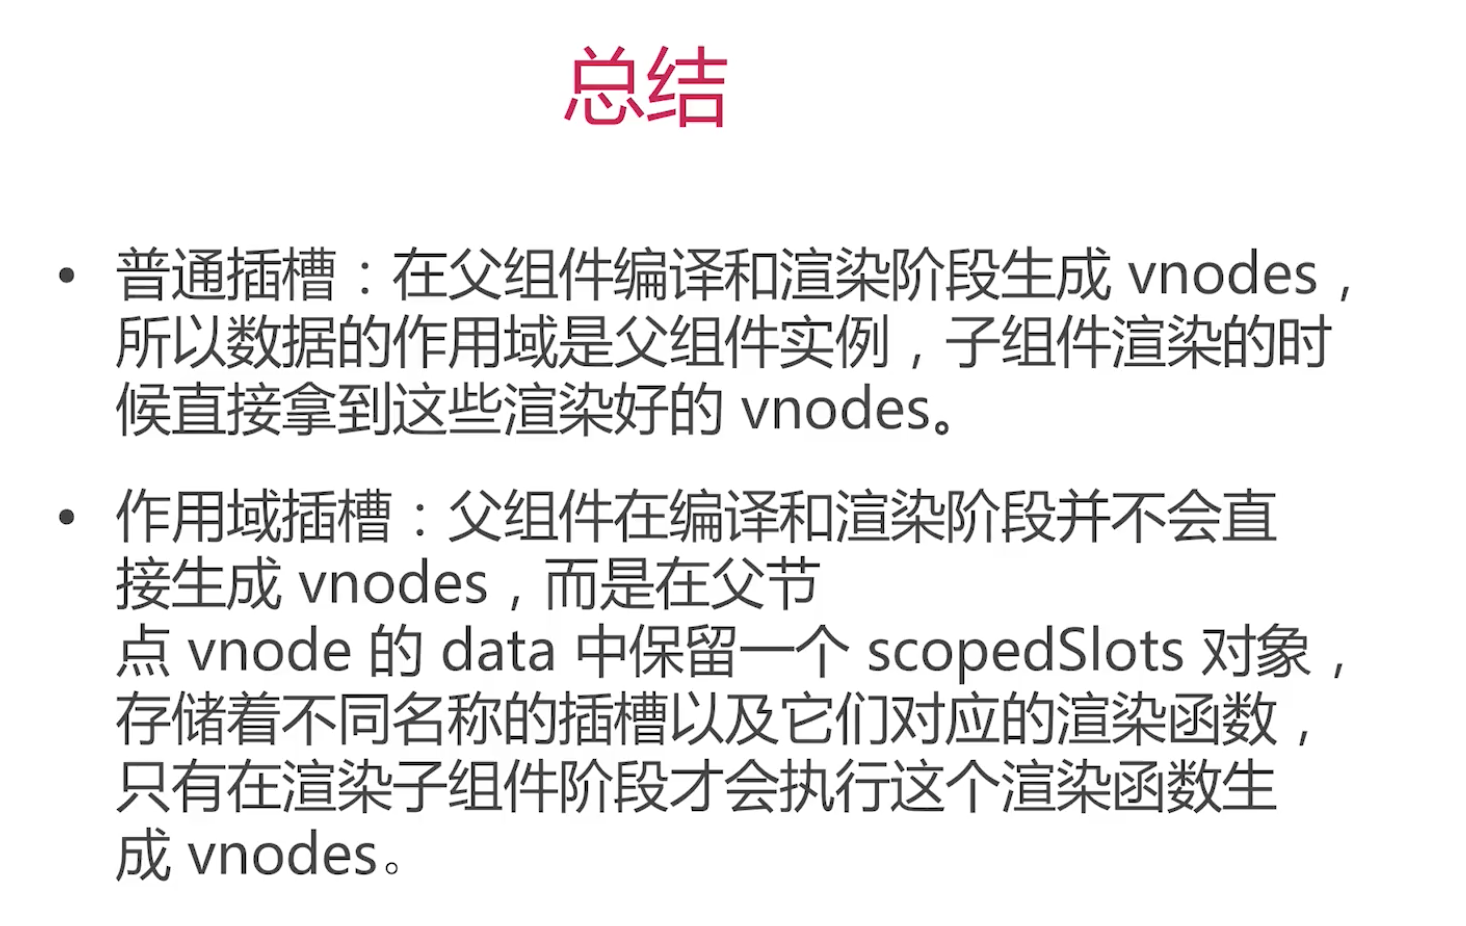 总结
• 普通插槽：在父组件编译和渲染阶段生成 vnodes，
所以数据的作用域是父组件实例，子组件渲染的时
候直接拿到这些渲染好的 vnodes。
• 作用域插槽：父组件在编译和渲染阶段并不会直
接生成 vnodes，而是在父节
点 vnode 的 data 中保留一个 scopedSlots 对象，
存储着不同名称的插槽以及它们对应的渲染函数，
只有在渲染子组件阶段才会执行这个渲染函数生
成 vnodes。